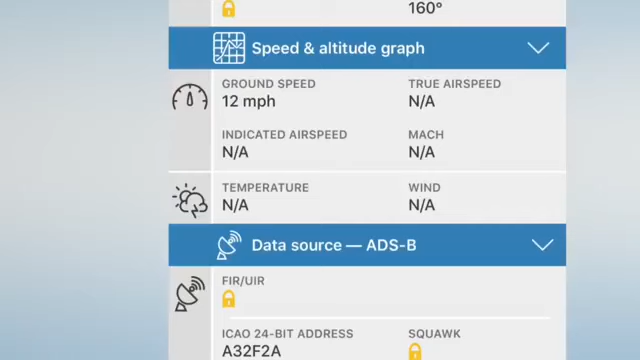 160°
Speed & altitude graph
GROUND SPEED
TRUE AIRSPEED
12 mph
N/A
INDICATED AIRSPEED
MACH
N/A
N/A
TEMPERATURE
WIND
N/A
N/A
Data source — ADS-B
FIR/UIR
ICAO 24-BIT ADDRESS
SQUAWK
A32F2A